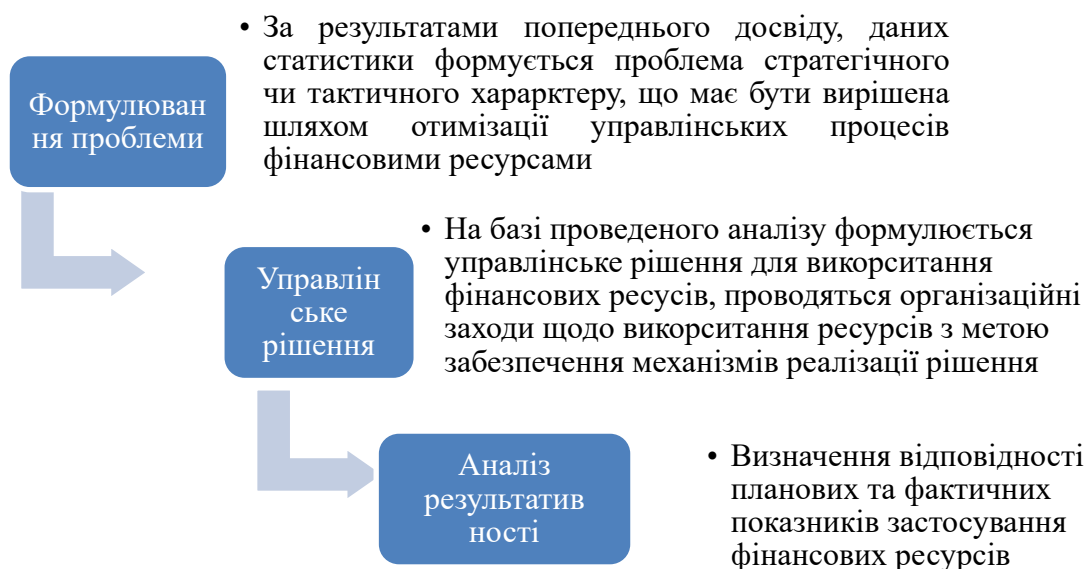 Формулюван
ня проблеми
• За результатами попереднього досвіду, даних
статистики формується проблема стратегічного
чи тактичного харарктеру, що має бути вирішена
шляхом отимізації управлінських процесів
фінансовими ресурсами
Управлін
ське
рішення
• На базі проведеного аналізу формулюється
управлінське рішення для викорситання
фінансових ресусів, проводяться організаційні
заходи щодо викорситання ресурсів з метою
забезпечення механізмів реалізації рішення
Аналіз
результатив
ності
• Визначення відповідності
планових та фактичних
показників застосування
фінансових ресурсів